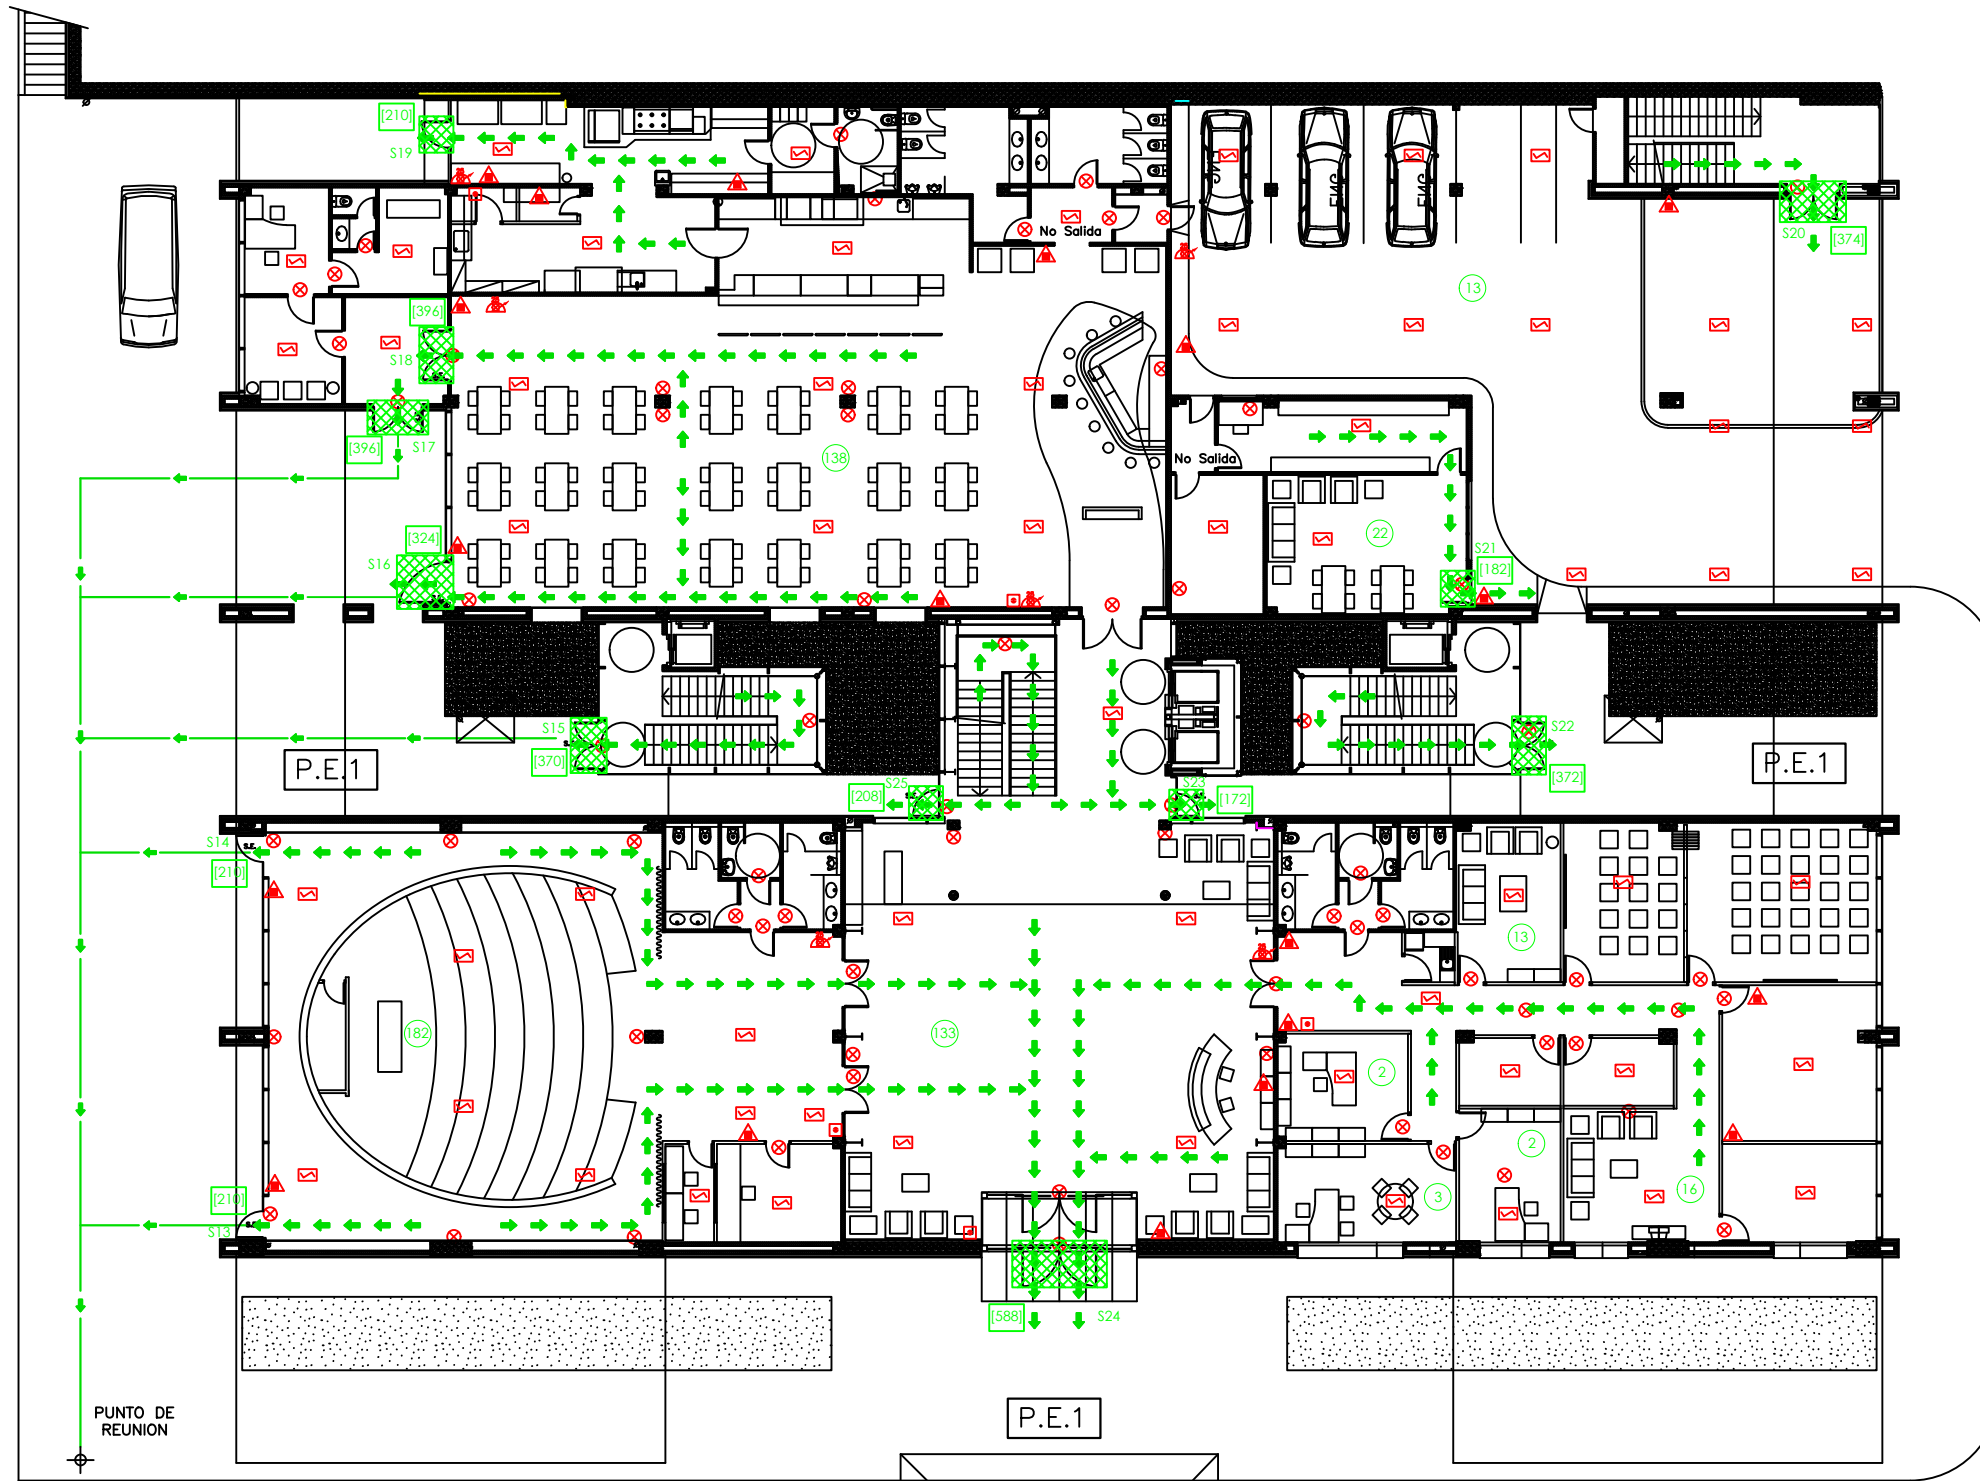 [210]
S19
S20
[374]
No Salida
13
[396]
S18
[396]
S17
138
No Salida
[324]
S16
22
S21
[182]
S15
[370]
P.E.1
S22
[372]
P.E.1
S25
[208]
S23
[172]
S14
[210]
S.E.
13
182
133
2
2
[210]
S13
S.E.
3
16
[588]
S24
PUNTO DE
REUNION
P.E.1